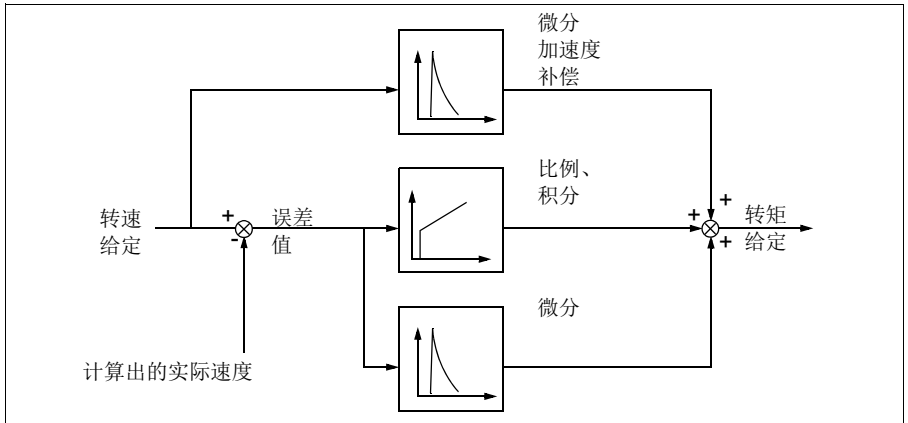 微分
加速度
补偿
比例、
积分
转速
给定
+
-
误差
值
+
+
+
转矩
给定
微分
计算出的实际速度